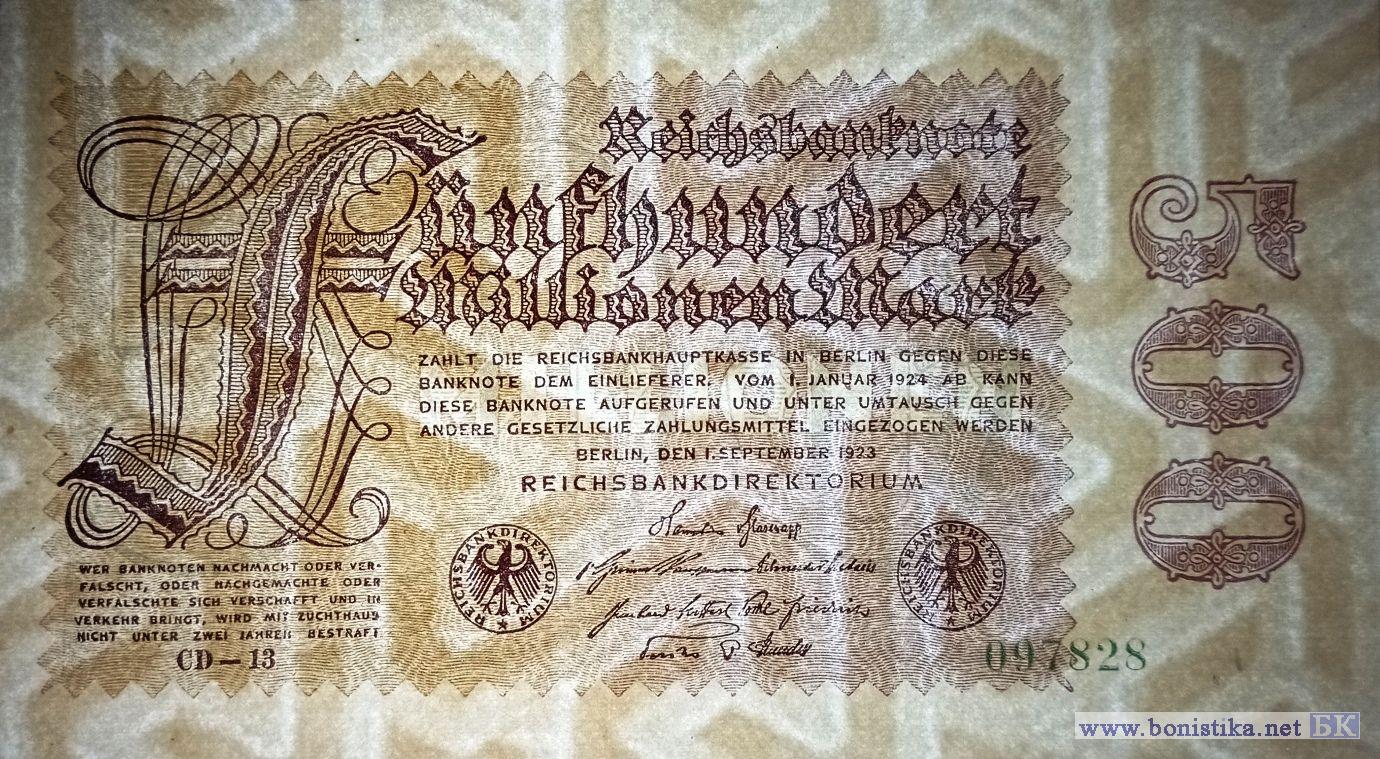 Reichsbanknote
Fünfhundert
Millionen Mark
ZAHLT DIE REICHSBANKHAUPTKASSE IN BERLIN GEGEN DIESE
BANKNOTE DEM EINLIEFERER. VOM 1. JANUAR 1924 AB KANN
DIESE BANKNOTE AUFGERUFEN UND UNTER UMTAUSCH GEGEN
ANDERE GESETZLICHE ZAHLUNGSMITTEL EINGEZOGEN WERDEN
BERLIN, DEN 1. SEPTEMBER 1923
REICHSBANKDIREKTORIUM
REICHSBANKDIREKTORIUM
REICHSBANKDIREKTORIUM
WER BANKNOTEN NACHMACHT ODER VER-
FÄLSCHT, ODER NACHGEMACHTE ODER
VERFÄLSCHTE SICH VERSCHAFFT UND IN
VERKEHR BRINGT, WIRD MIT ZUCHTHAUS
NICHT UNTER ZWEI JAHREN BESTRAFT
CD-13
097828
500
www.bonistika.net БК